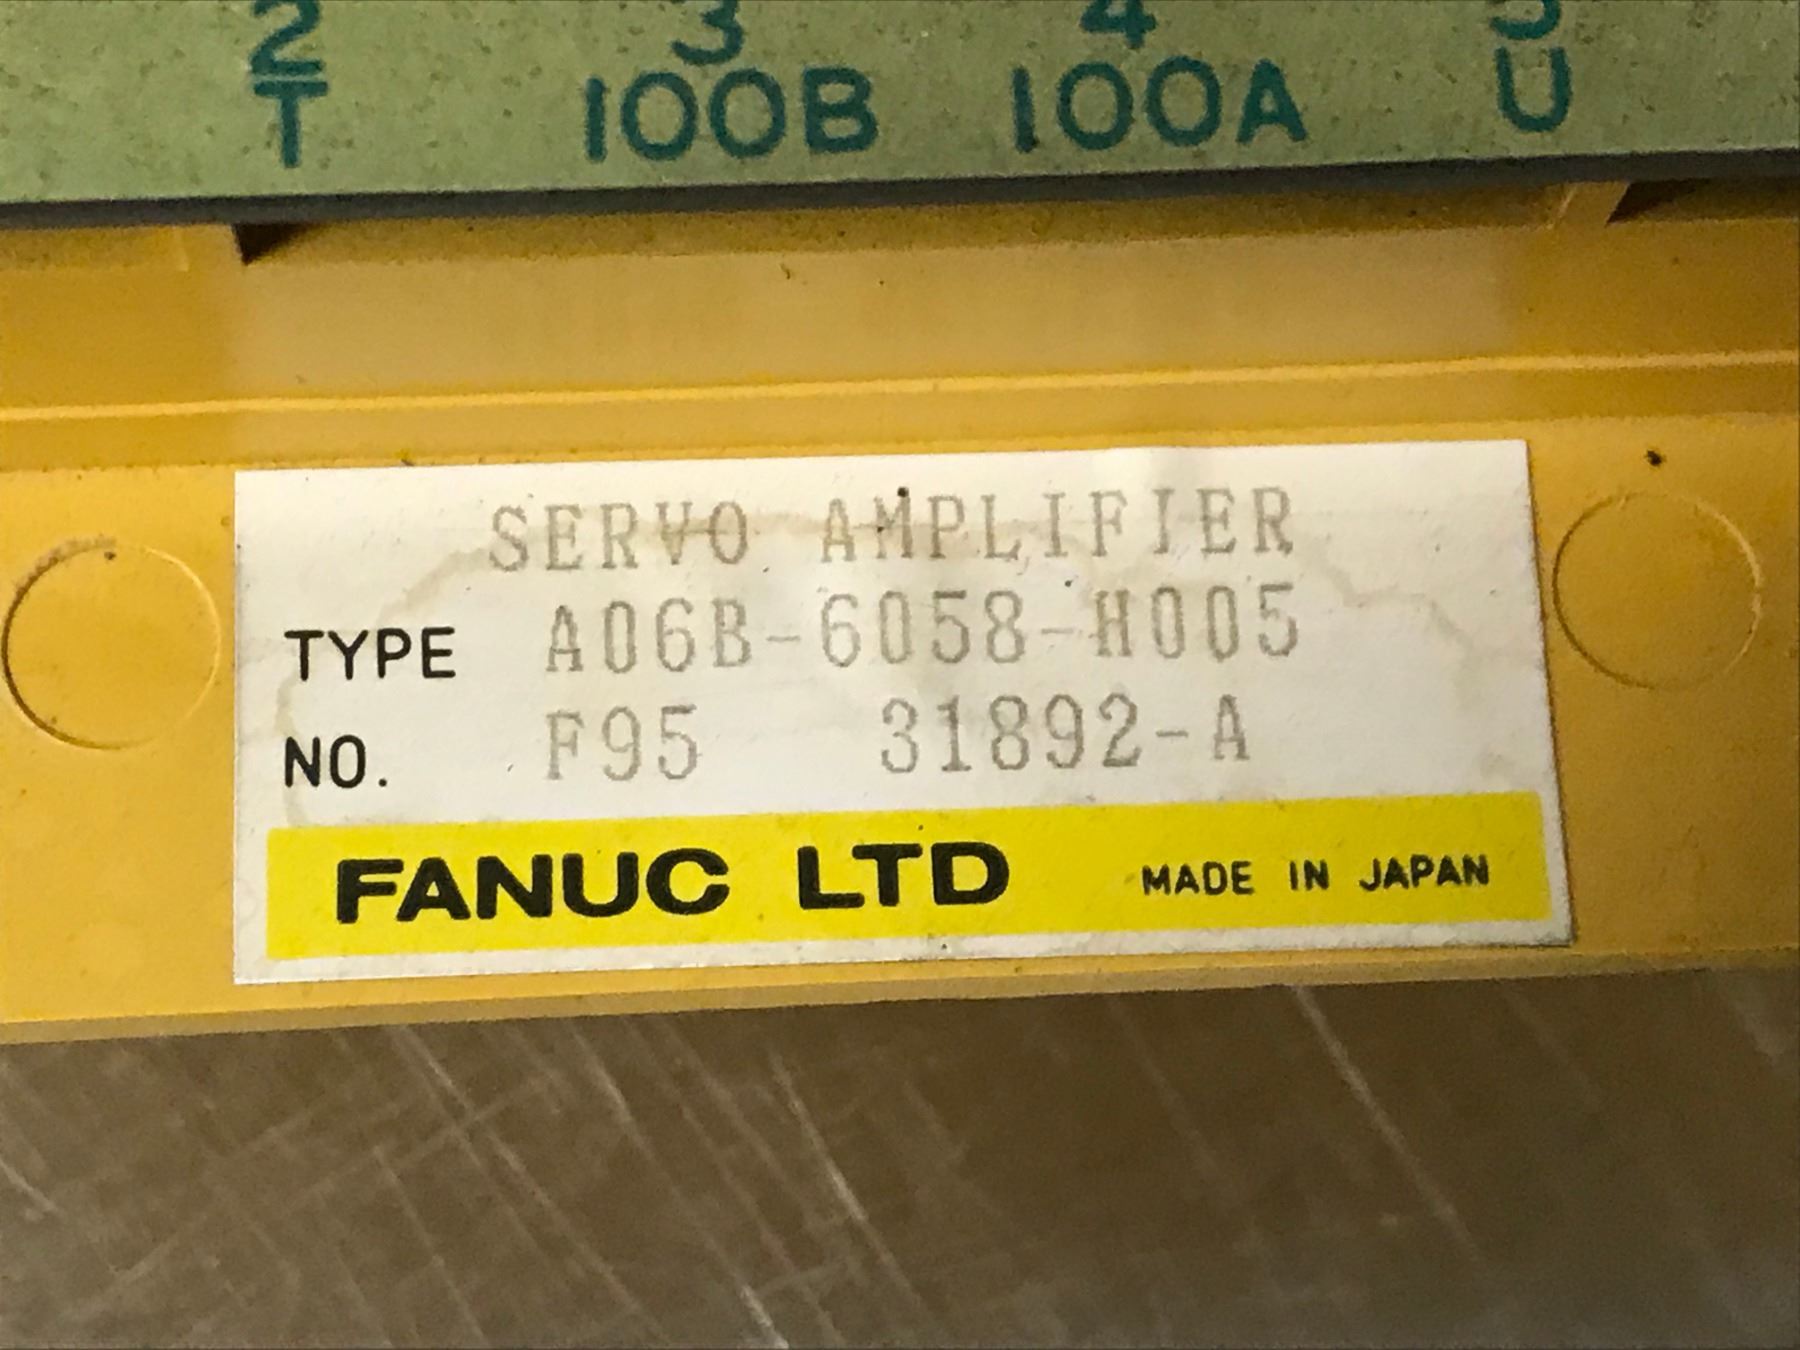 2 3 4 5
T 100B 100A U
SERVO AMPLIFIER
TYPE A06B-6058-H005
NO. F95 31892-A
FANUC LTD MADE IN JAPAN